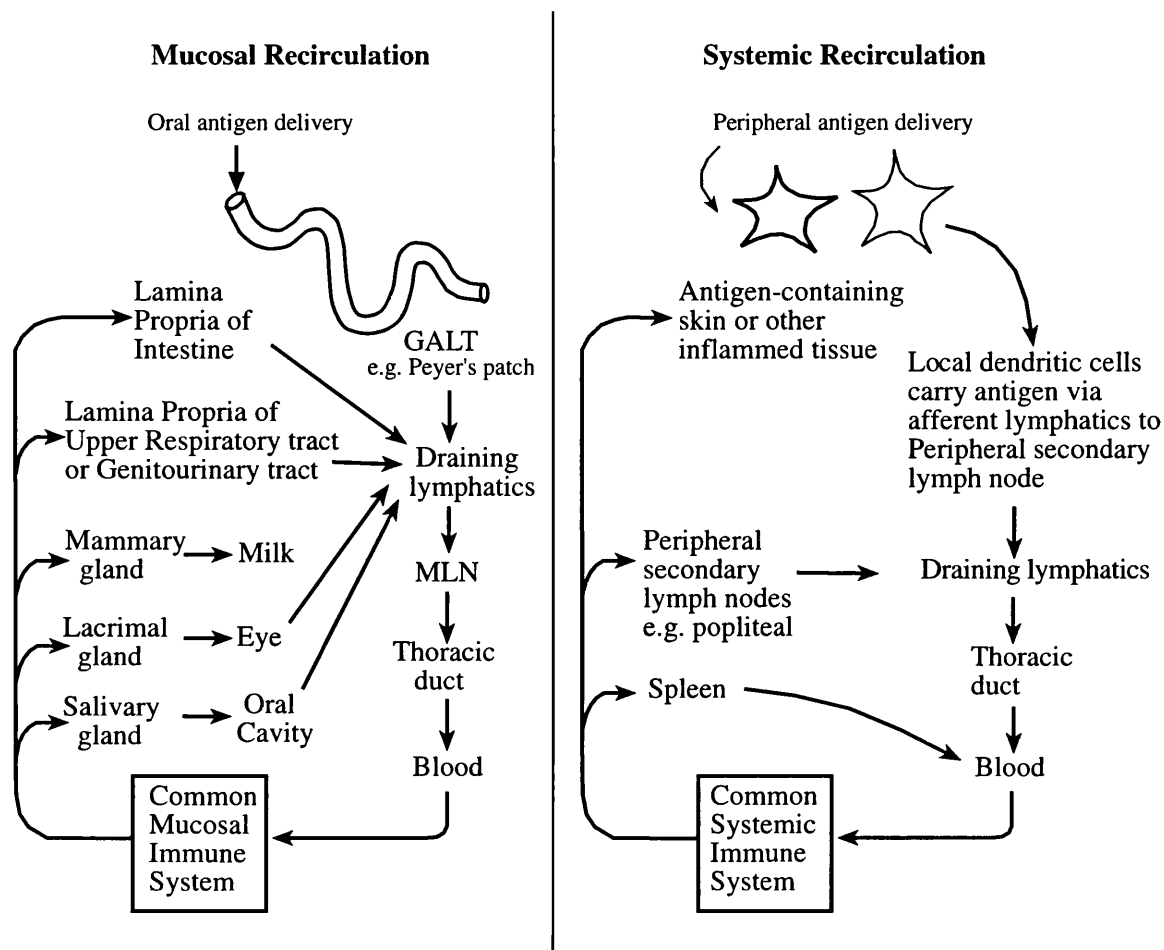 Mucosal Recirculation
Oral antigen delivery
Lamina
Propria of
Intestine
GALT
e.g. Peyer's patch
Lamina Propria of
Upper Respiratory tract
or Genitourinary tract
Draining
lymphatics
Mammary
gland
Milk
MLN
Lacrimal
gland
Eye
Thoracic
duct
Salivary
gland
Oral
Cavity
Blood
Common
Mucosal
Immune
System
Systemic Recirculation
Peripheral antigen delivery
Antigen-containing
skin or other
inflammed tissue
Local dendritic cells
carry antigen via
afferent lymphatics to
Peripheral secondary
lymph node
Peripheral
secondary
lymph nodes
e.g. popliteal
Draining lymphatics
Thoracic
duct
Spleen
Blood
Common
Systemic
Immune
System